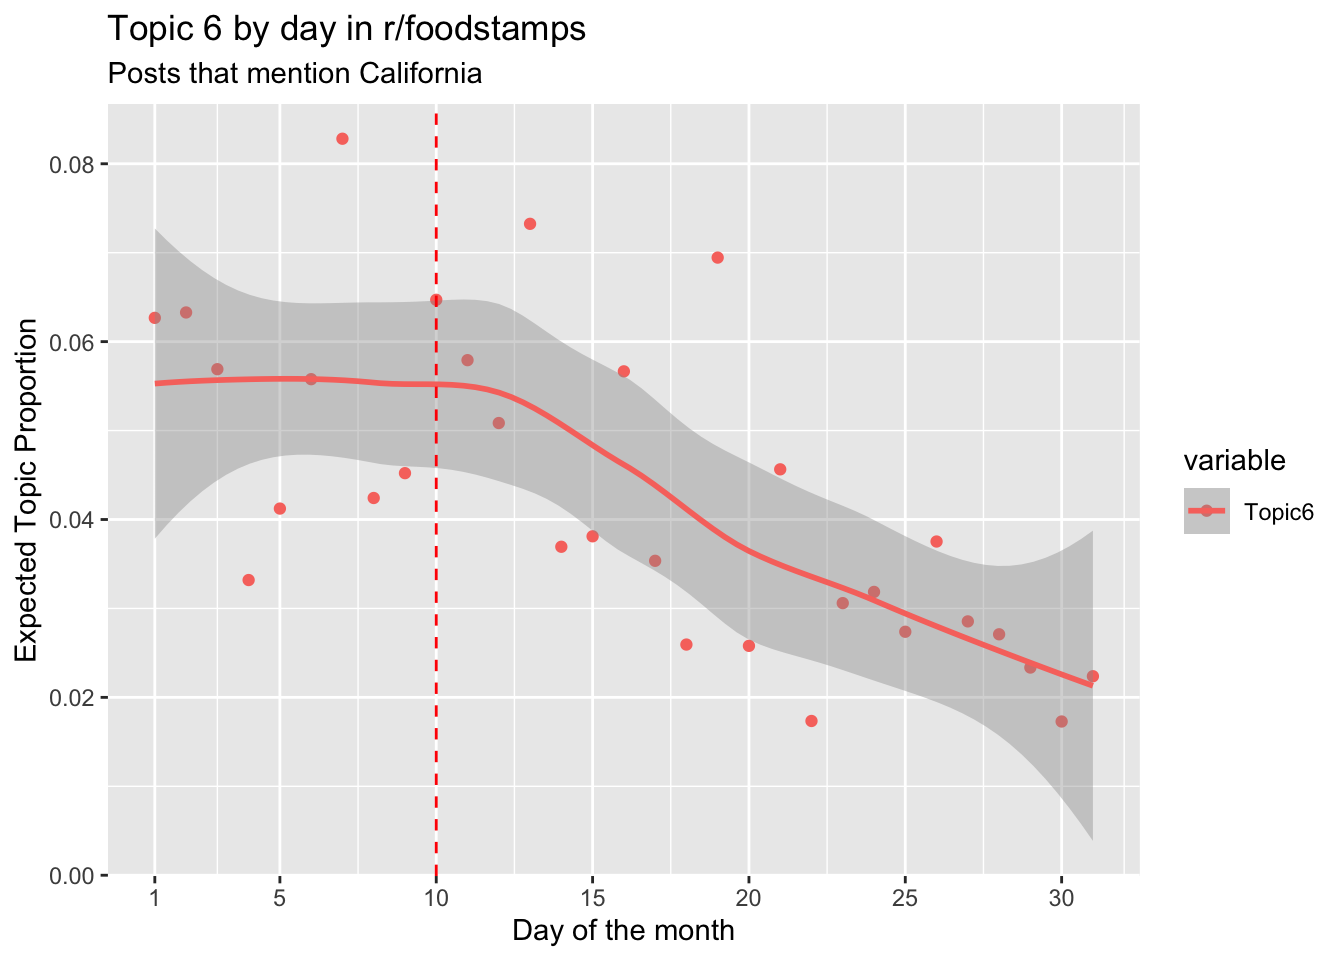 Topic 6 by day in r/foodstamps
Posts that mention California
Expected Topic Proportion
0.08
0.06
0.04
0.02
0.00
1 5 10 15 20 25 30
Day of the month
variable
Topic6